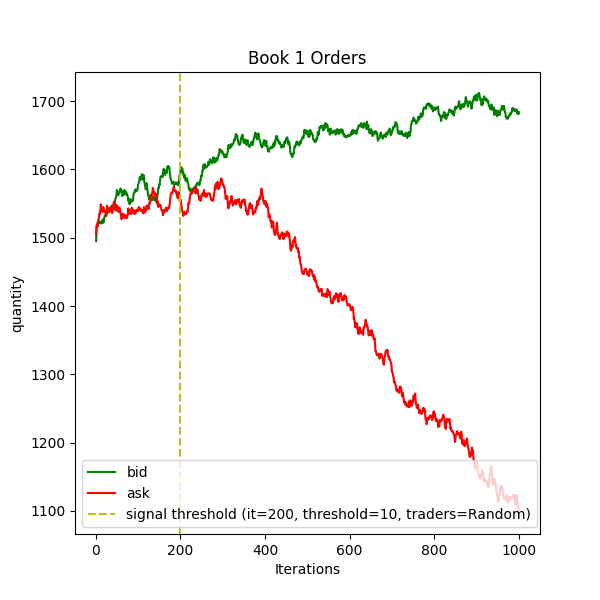 Book 1 Orders
quantity
1700
1600
1500
1400
1300
1200
1100
bid
ask
signal threshold (it=200, threshold=10, traders=Random)
0 200 400 600 800 1000
Iterations